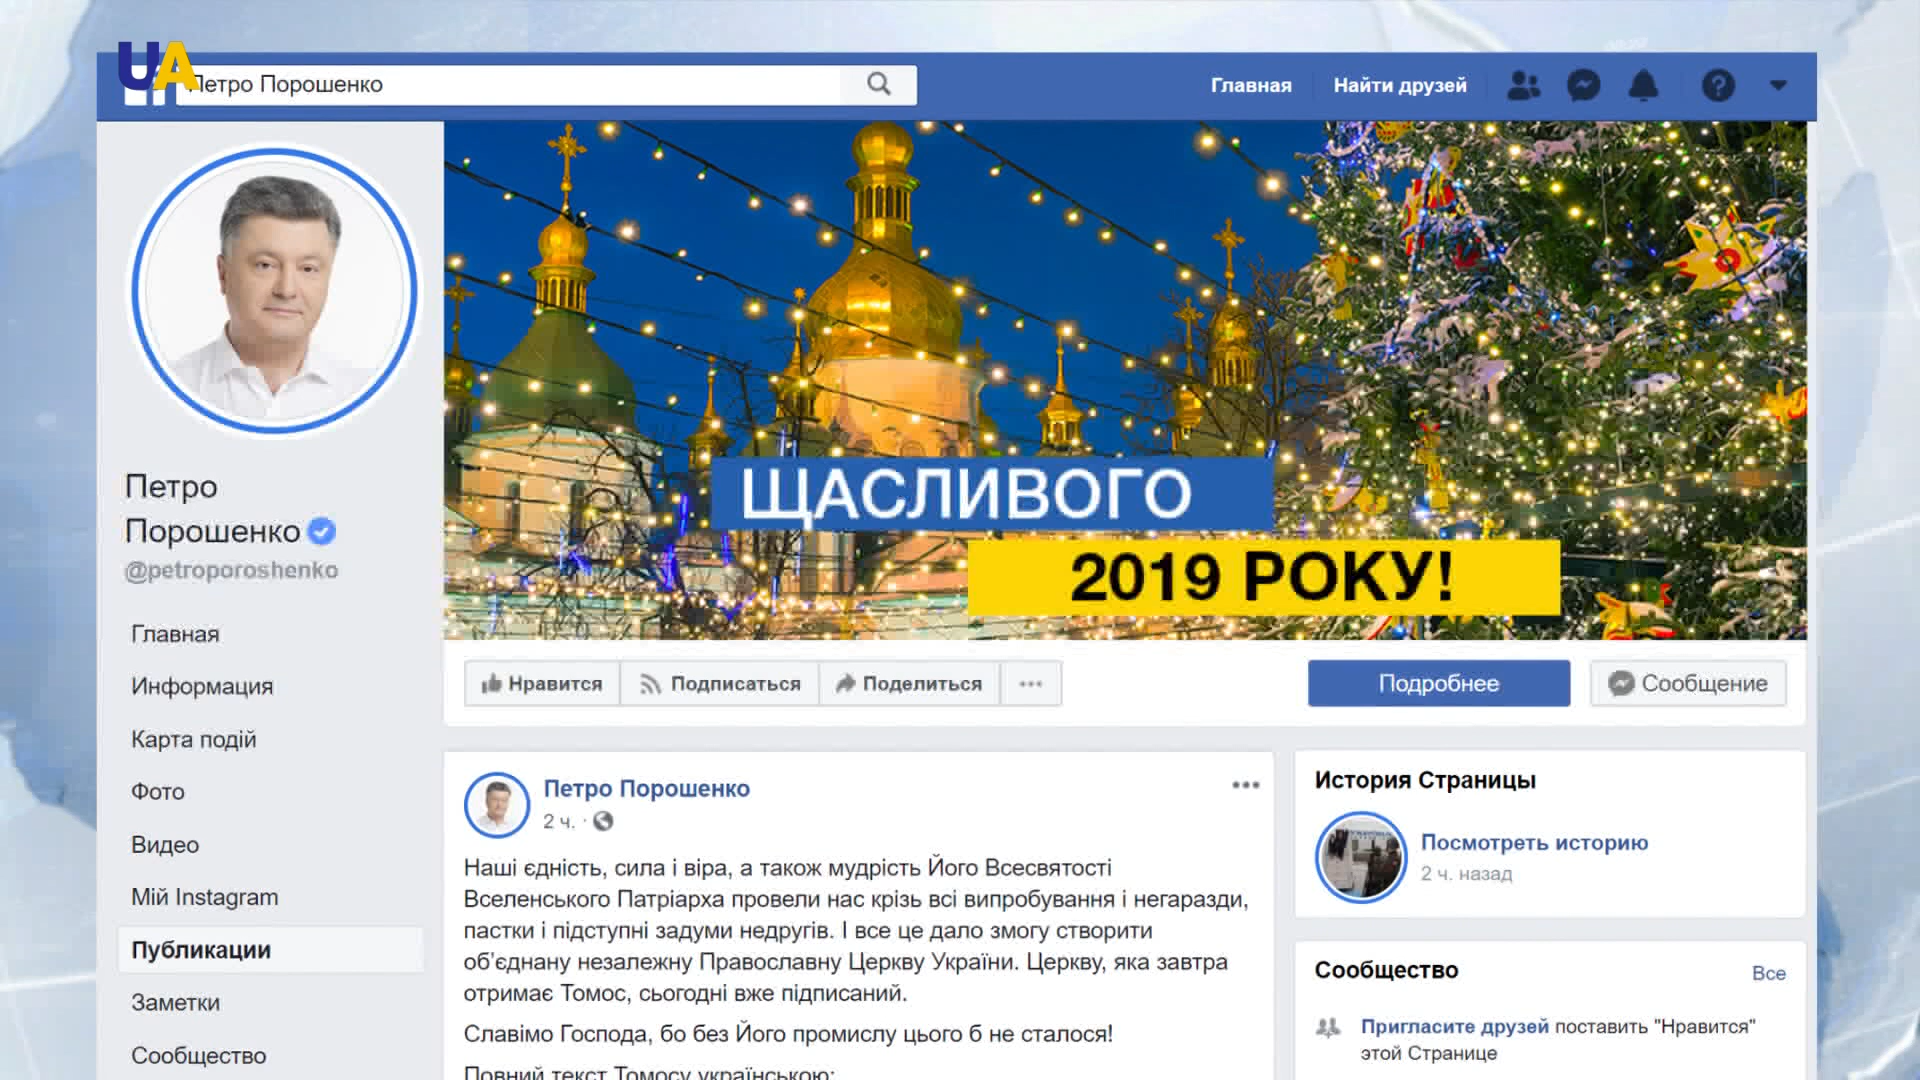 UA
Петро Порошенко
Главная
Найти друзей
Петро
Порошенко
@petroporoshenko
Главная
Информация
Карта подій
Фото
Видео
Мій Instagram
Публикации
Заметки
Сообщество
ЩАСЛИВОГО
2019 РОКУ!
Нравится
Подписаться
Поделиться
Подробнее
Сообщение
Петро Порошенко
2 ч.
Наші єдність, сила і віра, а також мудрість Його Всесвятості
Вселенського Патріарха провели нас крізь всі випробування і негаразди,
пастки і підступні задуми недругів. І все це дало змогу створити
об'єднану незалежну Православну Церкву України. Церкву, яка завтра
отримає Томос, сьогодні вже підписаний.
Славімо Господа, бо без Його промислу цього б не сталося!
Повний текст Томосу українською:
История Страницы
Посмотреть историю
2 ч. назад
Сообщество
Все
Пригласите друзей поставить "Нравится"
этой Странице